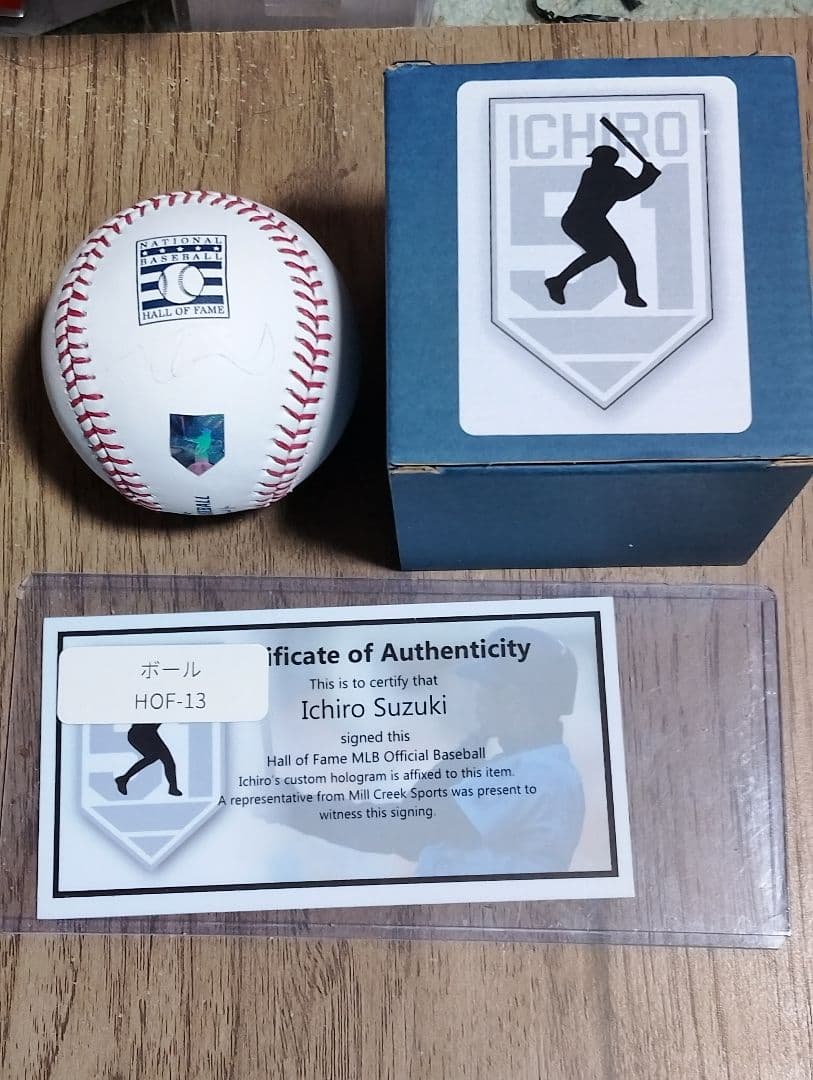 NATIONAL
BASEBALL
HALL OF FAME
ICHIRO
51
ificate of Authenticity
This is to certify that
Ichiro Suzuki
signed this
Hall of Fame MLB Official Baseball
Ichiro's custom hologram is affixed to this item.
A representative from Mill Creek Sports was present to
witness this signing.
ボール
HOF-13
51